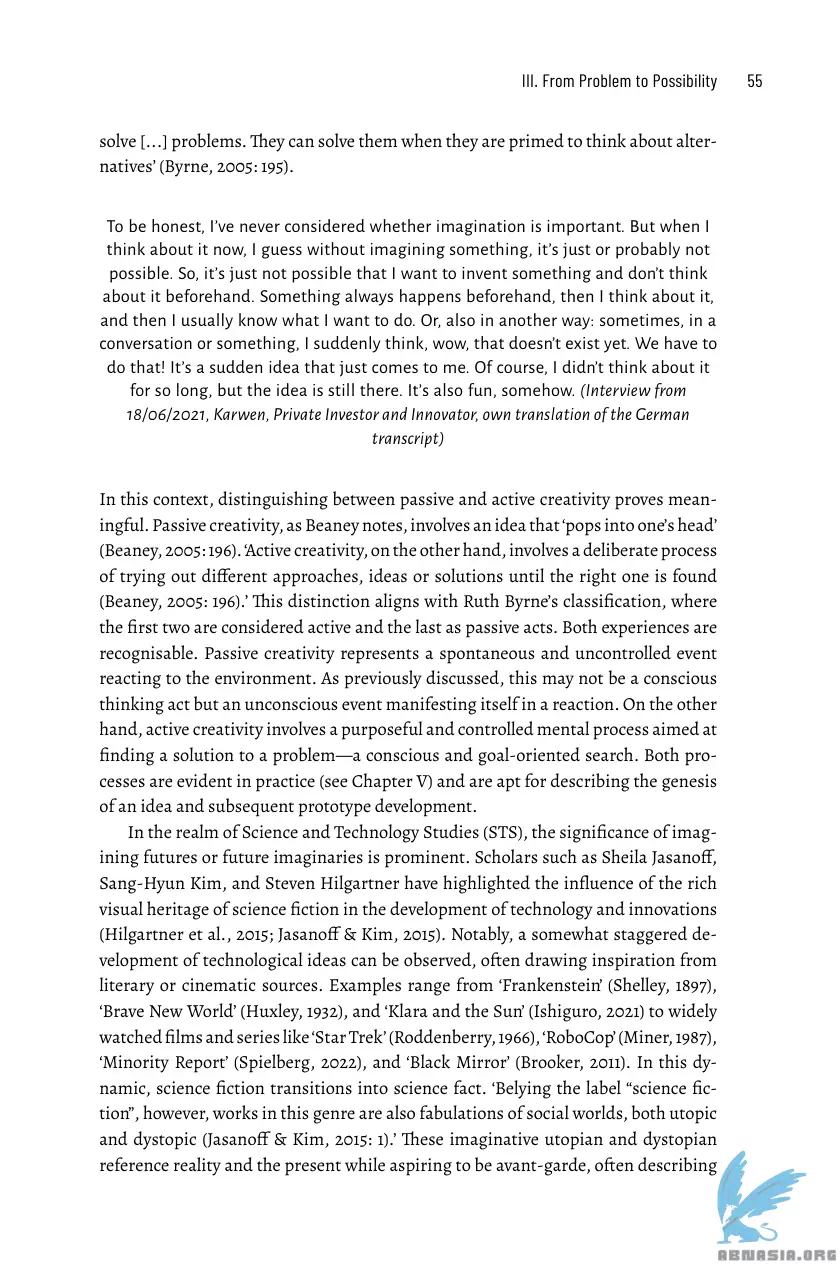 III. From Problem to Possibility 55
solve […] problems. They can solve them when they are primed to think about alter-
natives’ (Byrne, 2005: 195).
To be honest, I’ve never considered whether imagination is important. But when I
think about it now, I guess without imagining something, it’s just or probably not
possible. So, it’s just not possible that I want to invent something and don’t think
about it beforehand. Something always happens beforehand, then I think about it,
and then I usually know what I want to do. Or, also in another way: sometimes, in a
conversation or something, I suddenly think, wow, that doesn’t exist yet. We have to
do that! It’s a sudden idea that just comes to me. Of course, I didn’t think about it
for so long, but the idea is still there. It’s also fun, somehow. (Interview from
18/06/2021, Karwen, Private Investor and Innovator, own translation of the German
transcript)
In this context, distinguishing between passive and active creativity proves mean-
ingful. Passive creativity, as Beaney notes, involves an idea that ‘pops into one’s head’
(Beaney, 2005: 196). ‘Active creativity, on the other hand, involves a deliberate process
of trying out different approaches, ideas or solutions until the right one is found
(Beaney, 2005: 196).’ This distinction aligns with Ruth Byrne’s classification, where
the first two are considered active and the last as passive acts. Both experiences are
recognisable. Passive creativity represents a spontaneous and uncontrolled event
reacting to the environment. As previously discussed, this may not be a conscious
thinking act but an unconscious event manifesting itself in a reaction. On the other
hand, active creativity involves a purposeful and controlled mental process aimed at
finding a solution to a problem—a conscious and goal-oriented search. Both pro-
cesses are evident in practice (see Chapter V) and are apt for describing the genesis
of an idea and subsequent prototype development.
In the realm of Science and Technology Studies (STS), the significance of imag-
ining futures or future imaginaries is prominent. Scholars such as Sheila Jasanoff,
Sang-Hyun Kim, and Steven Hilgartner have highlighted the influence of the rich
visual heritage of science fiction in the development of technology and innovations
(Hilgartner et al., 2015; Jasanoff & Kim, 2015). Notably, a somewhat staggered de-
velopment of technological ideas can be observed, often drawing inspiration from
literary or cinematic sources. Examples range from ‘Frankenstein’ (Shelley, 1897),
‘Brave New World’ (Huxley, 1932), and ‘Klara and the Sun’ (Ishiguro, 2021) to widely
watched films and series like ‘Star Trek’ (Roddenberry, 1966), ‘RoboCop’ (Miner, 1987),
‘Minority Report’ (Spielberg, 2022), and ‘Black Mirror’ (Brooker, 2011). In this dy-
namic, science fiction transitions into science fact. ‘Belying the label “science fic-
tion”, however, works in this genre are also fabulations of social worlds, both utopic
and dystopic (Jasanoff & Kim, 2015: 1).’ These imaginative utopian and dystopian
reference reality and the present while aspiring to be avant-garde, often describing
ABNASIA.ORG